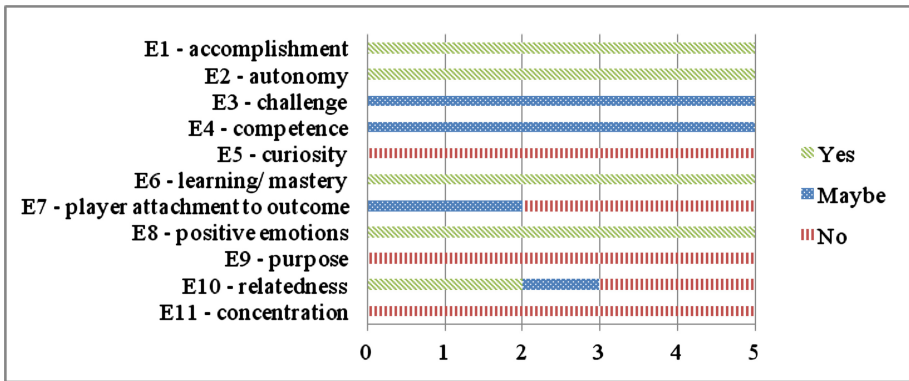 E1 - accomplishment
E2 - autonomy
E3 - challenge
E4 - competence
E5 - curiosity
E6 - learning/ mastery
E7 - player attachment to outcome
E8 - positive emotions
E9 - purpose
E10 - relatedness
E11 - concentration
0 1 2 3 4 5
Yes
Maybe
No